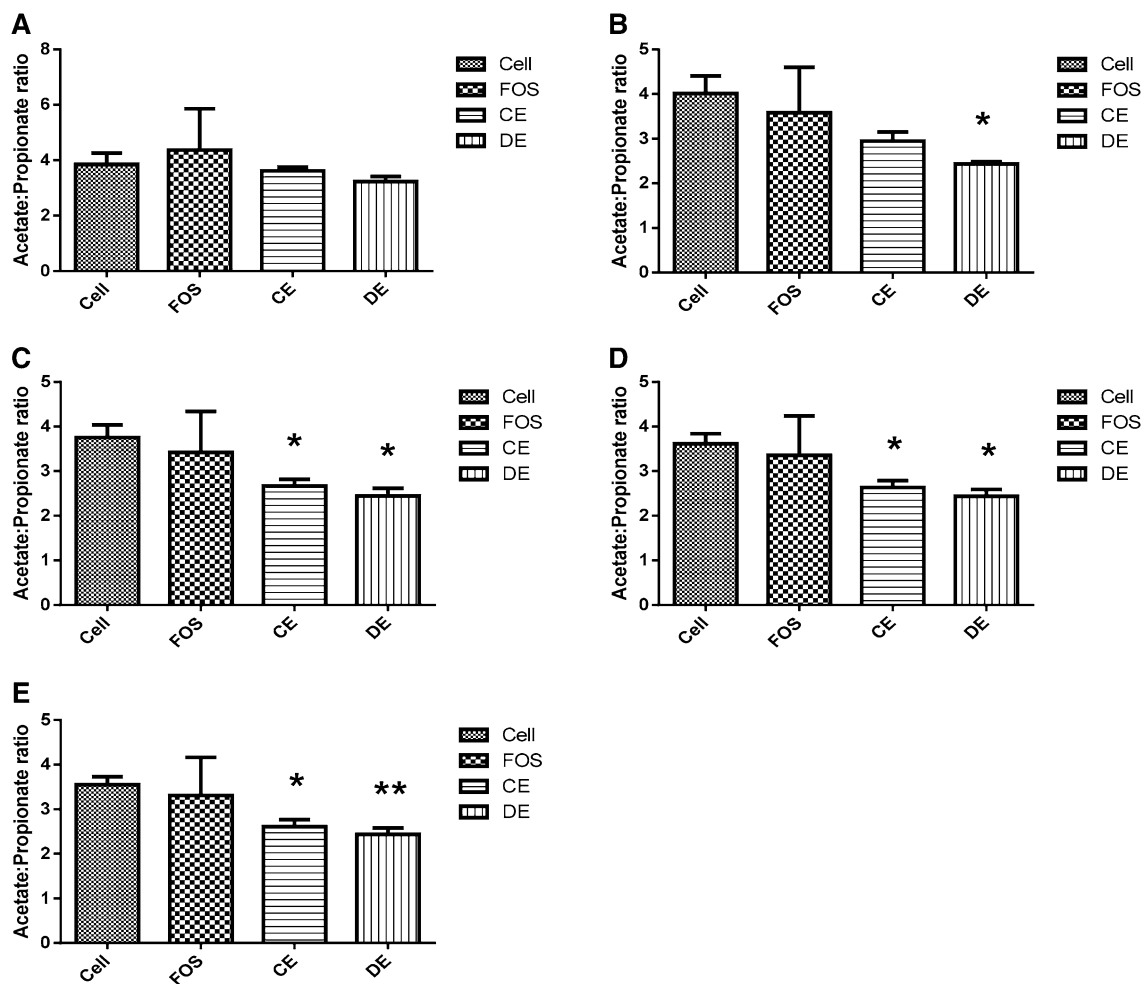 A
Acetate:Propionate ratio
8
6
4
2
0
Cell
FOS
CE
DE
Cell
FOS
CE
DE
B
Acetate:Propionate ratio
5
4
3
2
1
0
*
Cell
FOS
CE
DE
Cell
FOS
CE
DE
C
Acetate:Propionate ratio
5
4
3
2
1
0
*
*
Cell
FOS
CE
DE
Cell
FOS
CE
DE
D
Acetate:Propionate ratio
5
4
3
2
1
0
*
*
Cell
FOS
CE
DE
Cell
FOS
CE
DE
E
Acetate:Propionate ratio
5
4
3
2
1
0
*
**
Cell
FOS
CE
DE
Cell
FOS
CE
DE